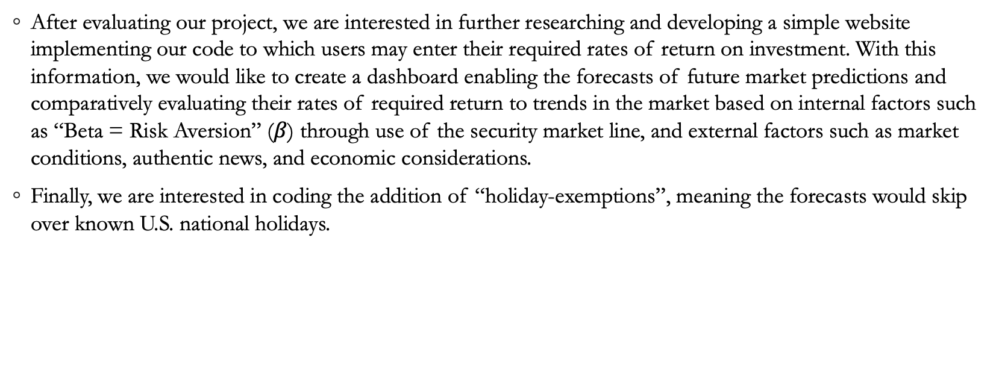 ◦ After evaluating our project, we are interested in further researching and developing a simple website
implementing our code to which users may enter their required rates of return on investment. With this
information, we would like to create a dashboard enabling the forecasts of future market predictions and
comparatively evaluating their rates of required return to trends in the market based on internal factors such
as “Beta = Risk Aversion” (β) through use of the security market line, and external factors such as market
conditions, authentic news, and economic considerations.
◦ Finally, we are interested in coding the addition of “holiday-exemptions”, meaning the forecasts would skip
over known U.S. national holidays.